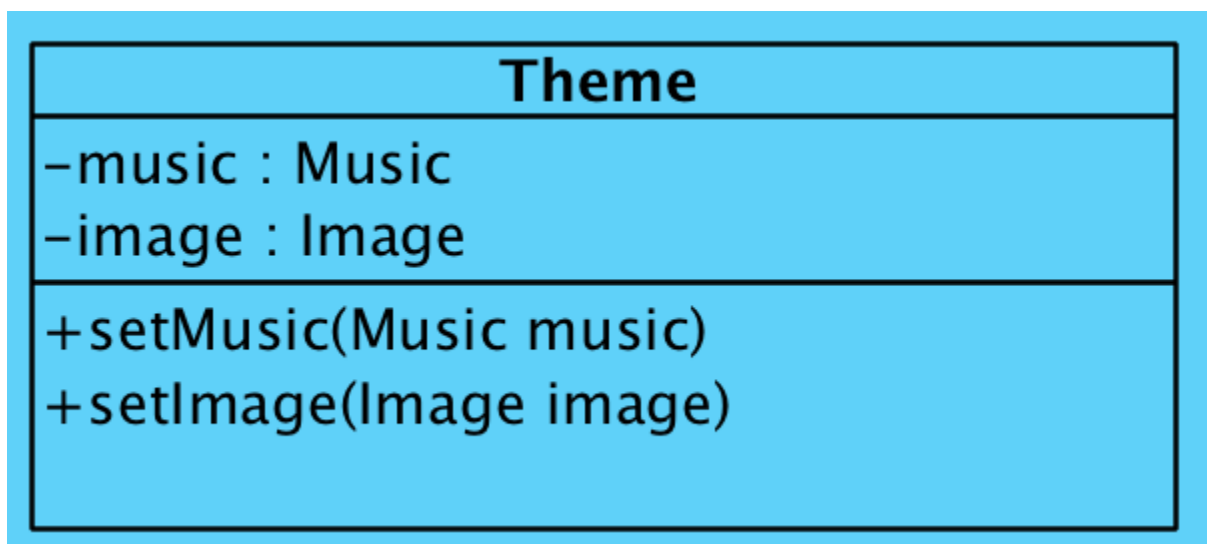 Theme
-music : Music
-image : Image
+setMusic(Music music)
+setImage(Image image)